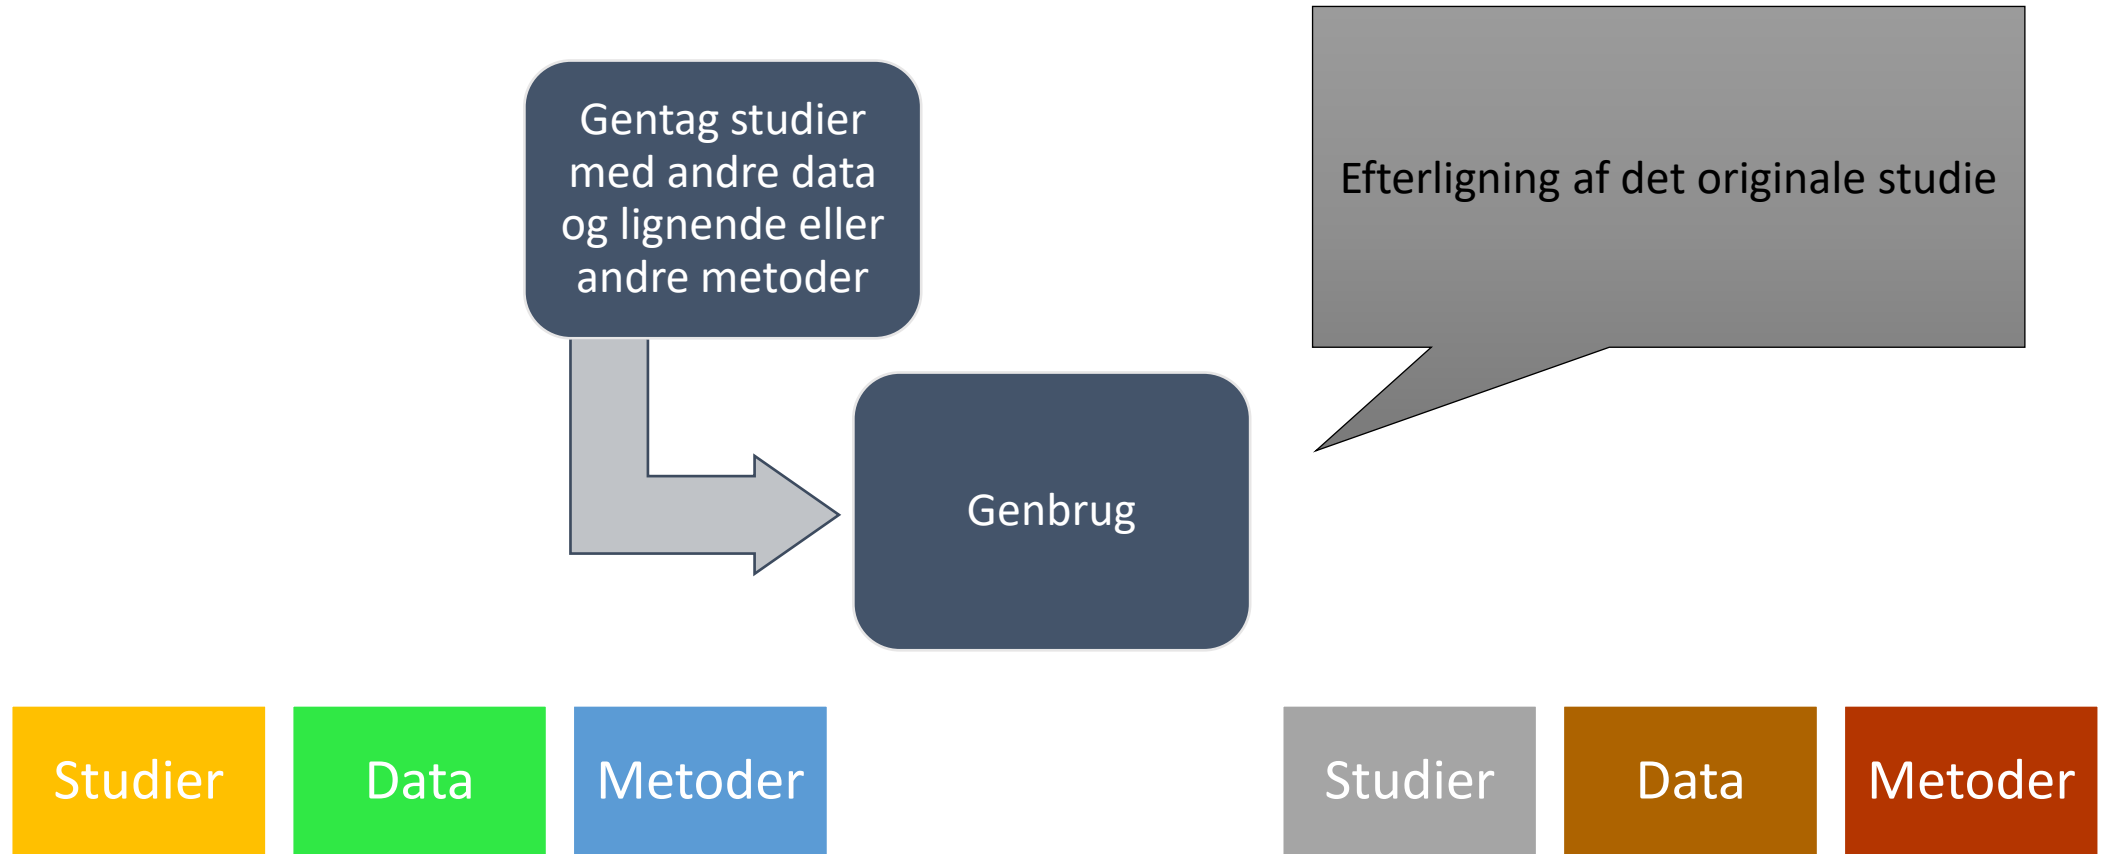 Gentag studier
med andre data
og lignende eller
andre metoder
Efterligning af det originale studie
Genbrug
Studier
Data
Metoder
Studier
Data
Metoder